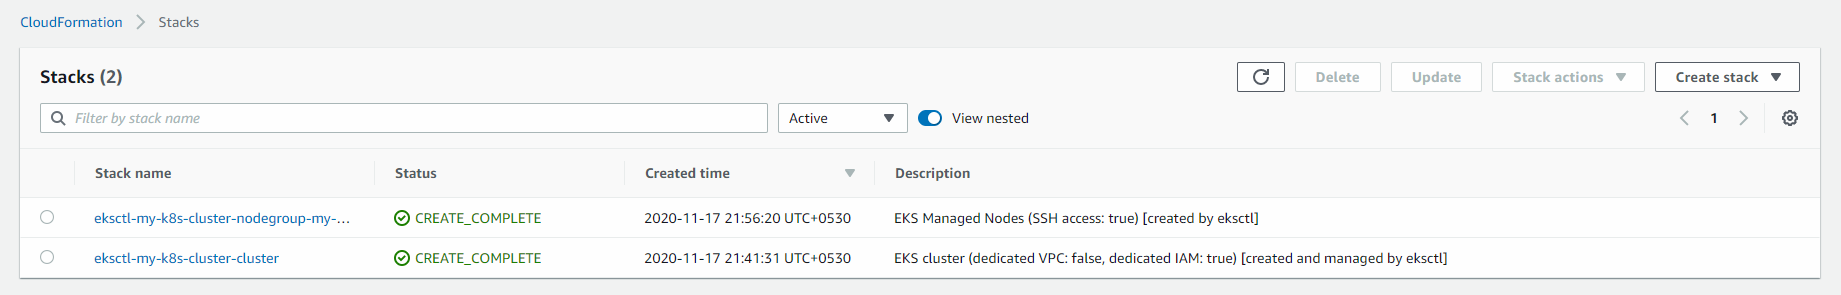 CloudFormation > Stacks
Stacks (2)
Delete
Update
Stack actions
Create stack
Filter by stack name
Active
View nested
1
Stack name Status Created time Description
eksctl-my-k8s-cluster-nodegroup-my-... CREATE_COMPLETE 2020-11-17 21:56:20 UTC+0530 EKS Managed Nodes (SSH access: true) [created by eksctl]
eksctl-my-k8s-cluster-cluster CREATE_COMPLETE 2020-11-17 21:41:31 UTC+0530 EKS cluster (dedicated VPC: false, dedicated IAM: true) [created and managed by eksctl]